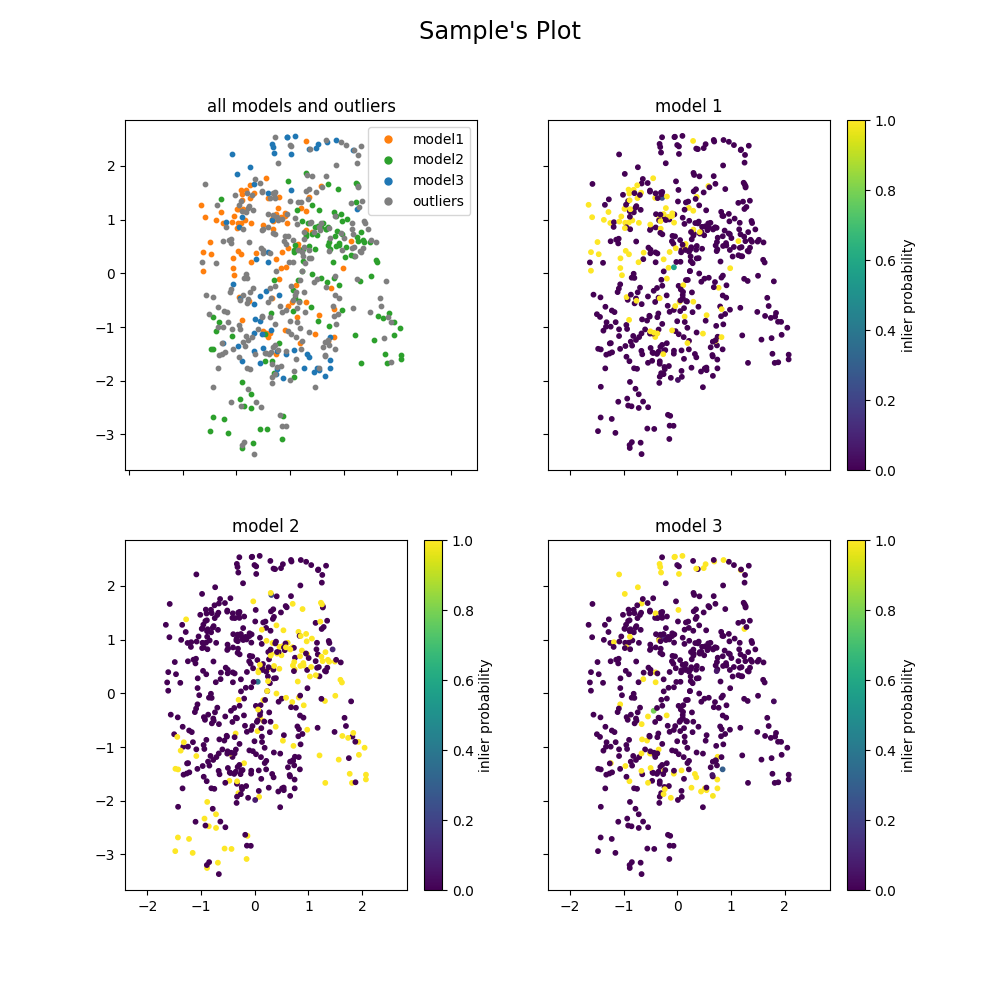 Sample's Plot
all models and outliers
model1
model2
model3
outliers
2
1
0
−1
−2
−3
model 1
1.0
0.8
0.6
0.4
0.2
0.0
inlier probability
model 2
2
1
0
−1
−2
−3
−2 −1 0 1 2
1.0
0.8
0.6
0.4
0.2
0.0
inlier probability
model 3
−2 −1 0 1 2
1.0
0.8
0.6
0.4
0.2
0.0
inlier probability